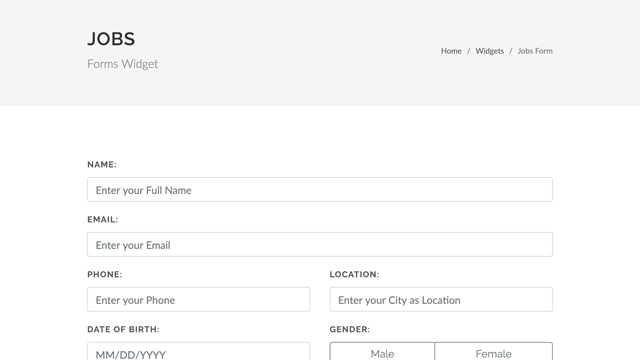 JOBS
Forms Widget
Home / Widgets / Jobs Form
NAME:
Enter your Full Name
EMAIL:
Enter your Email
PHONE:
LOCATION:
Enter your Phone
Enter your City as Location
DATE OF BIRTH:
GENDER:
MM/DD/YYYY
Male
Female